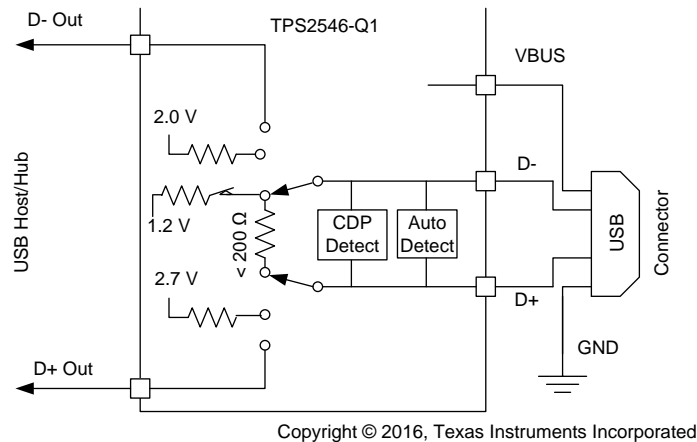 D- Out
TPS2546-Q1
VBUS
2.0 V
D-
USB Host/Hub
1.2 V
< 200 Ω
CDP
Detect
Auto
Detect
USB
Connector
2.7 V
D+
GND
D+ Out
Copyright © 2016, Texas Instruments Incorporated